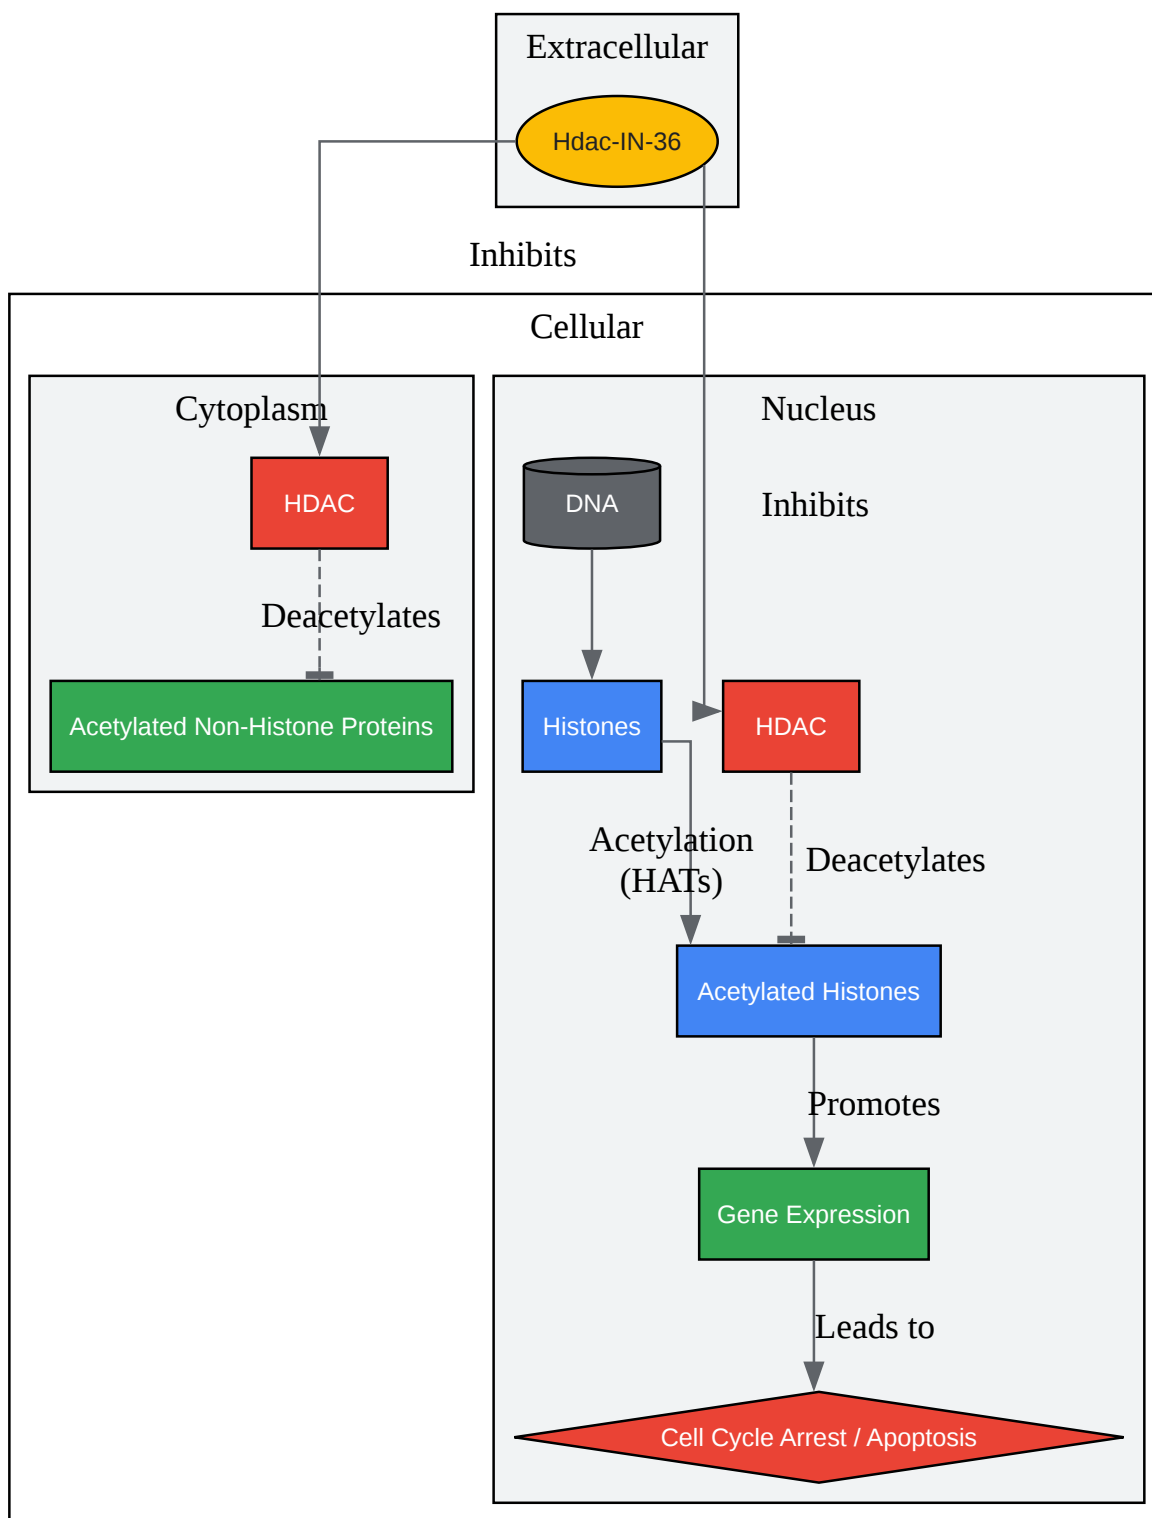 Extracellular
Hdac-IN-36
Inhibits
Cellular
Cytoplasm
Nucleus
HDAC
DNA
Inhibits
Deacetylates
Acetylated Non-Histone Proteins
Histones
HDAC
Acetylation
(HATs)
Deacetylates
Acetylated Histones
Promotes
Gene Expression
Leads to
Cell Cycle Arrest / Apoptosis